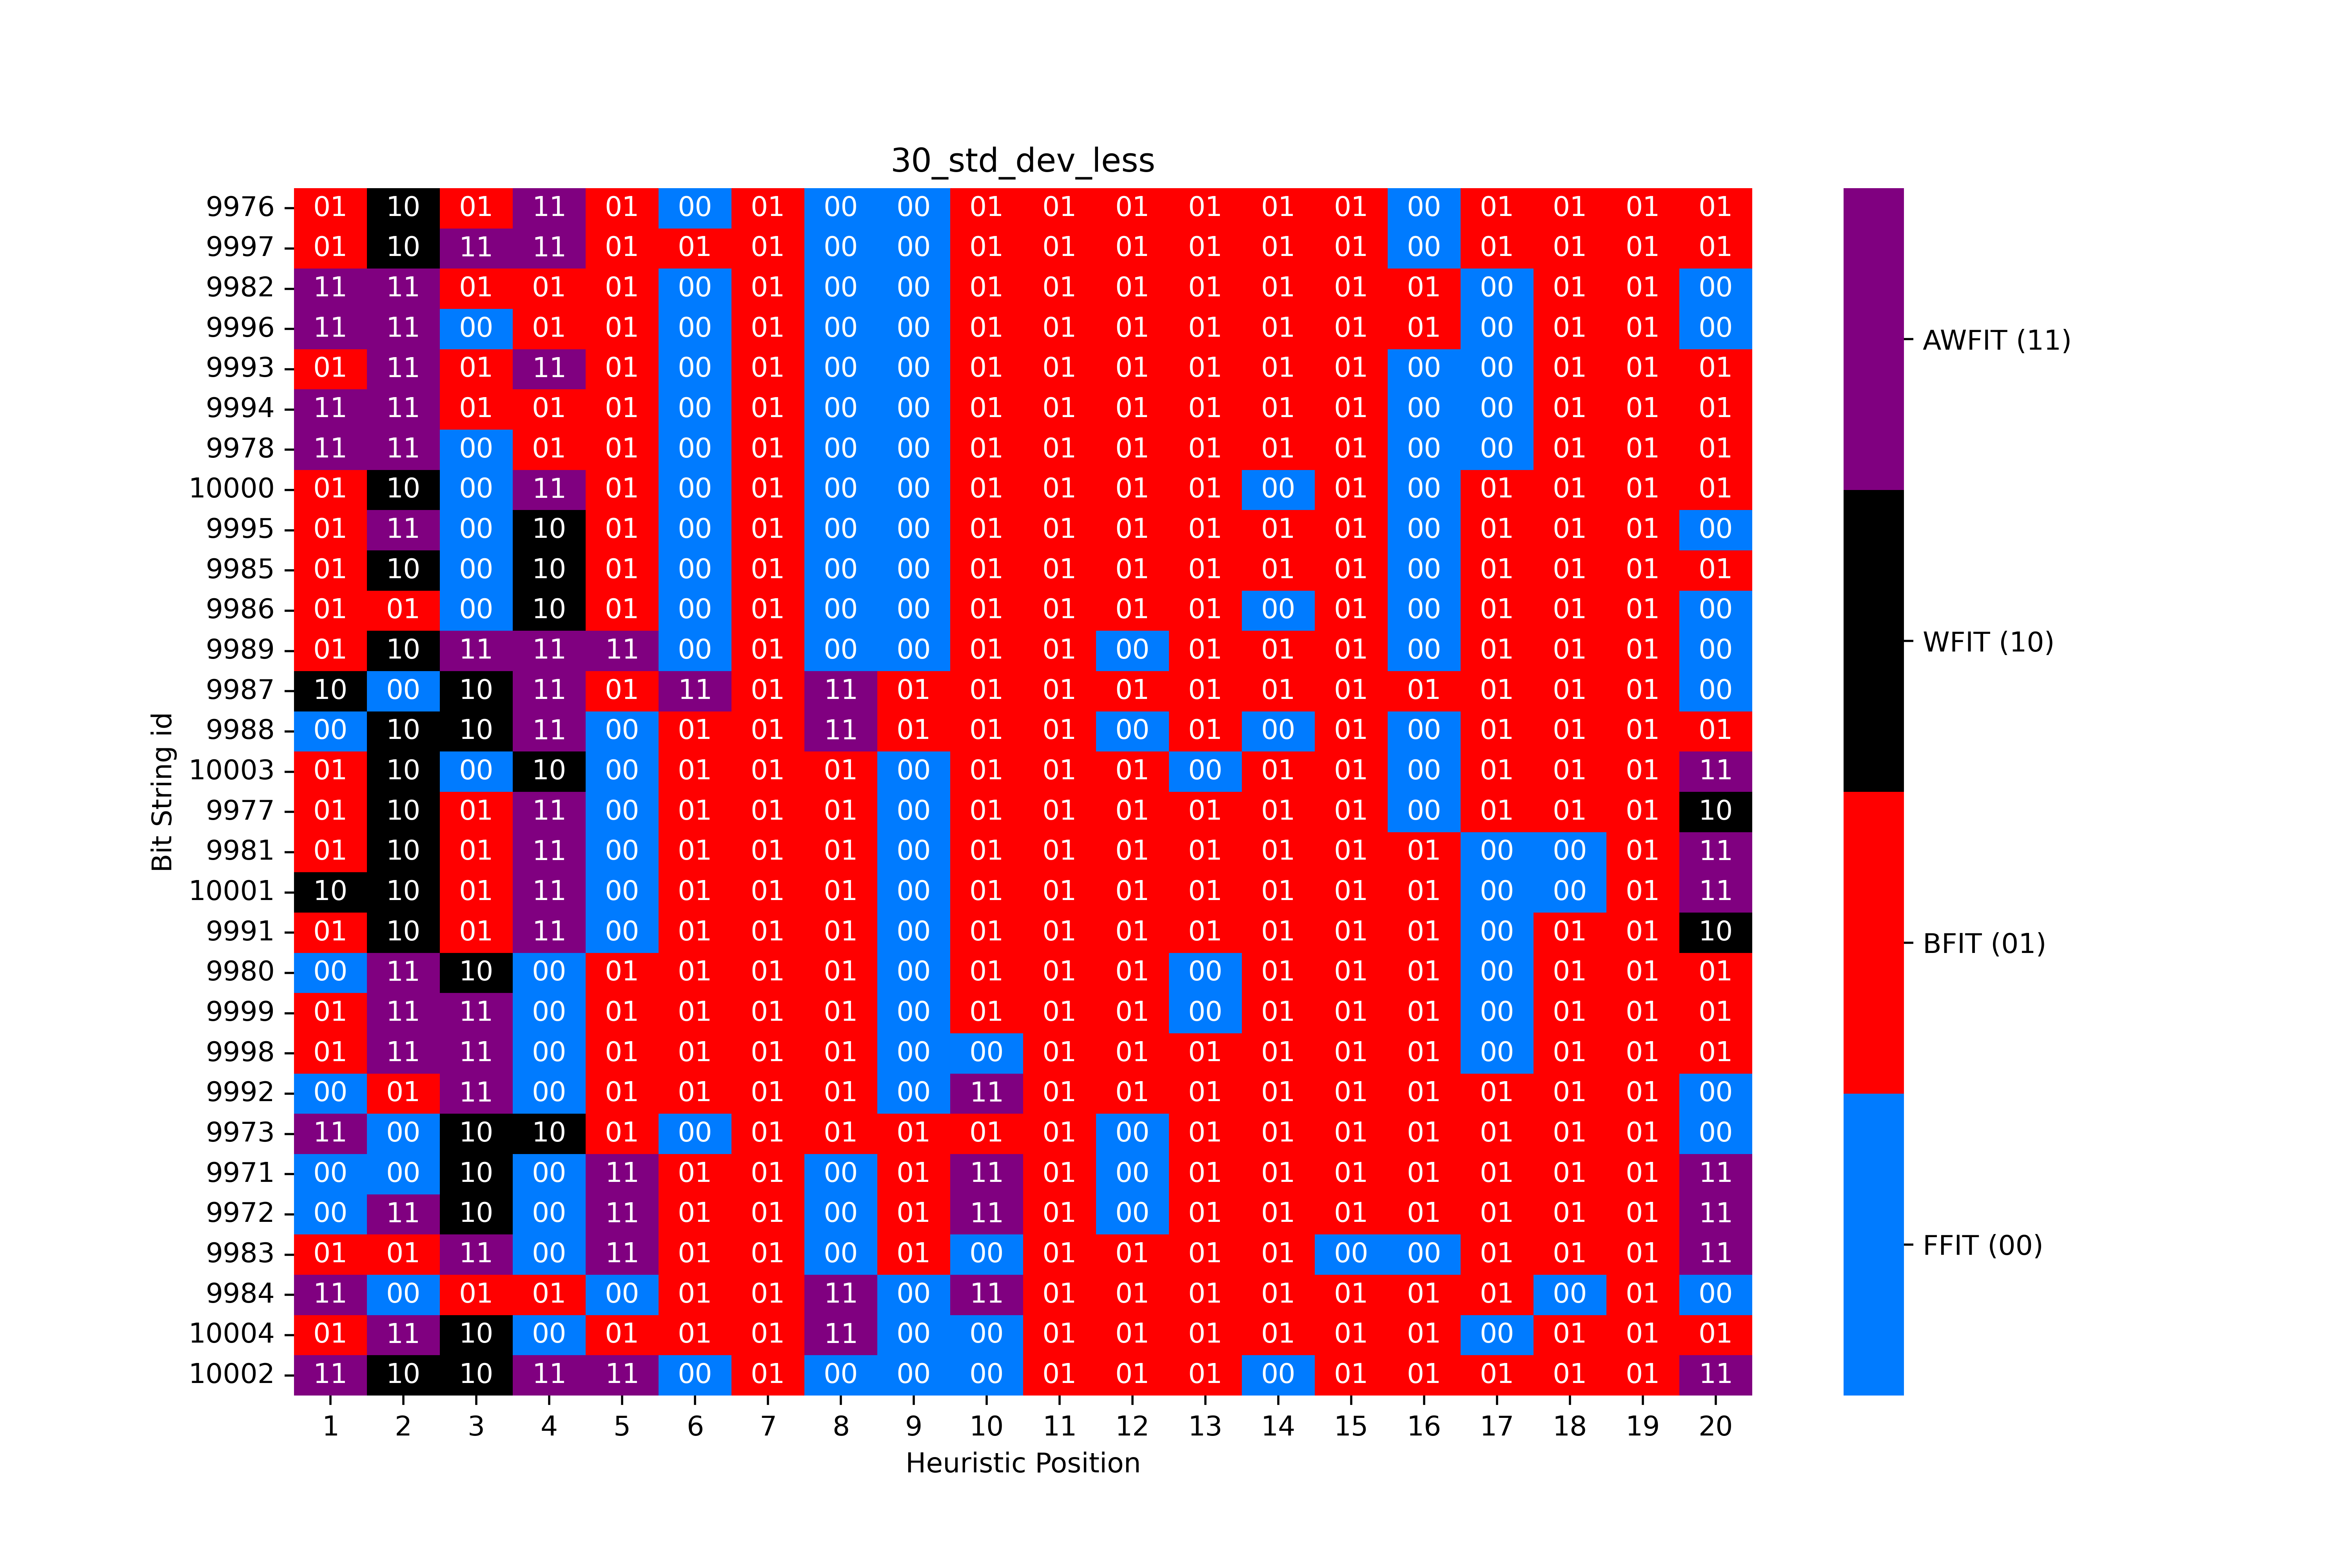 30_std_dev_less
9976 01 10 01 11 01 00 01 00 00 01 01 01 01 01 01 00 01 01 01 01
9997 01 10 11 11 01 01 01 00 00 01 01 01 01 01 01 00 01 01 01 01
9982 11 11 01 01 01 00 01 00 00 01 01 01 01 01 01 01 00 01 01 00
9996 11 11 00 01 01 00 01 00 00 01 01 01 01 01 01 01 00 01 01 00
9993 01 11 01 11 01 00 01 00 00 01 01 01 01 01 01 00 00 01 01 01
9994 11 11 01 01 01 00 01 00 00 01 01 01 01 01 01 00 00 01 01 01
9978 11 11 00 01 01 00 01 00 00 01 01 01 01 01 01 00 00 01 01 01
10000 01 10 00 11 01 00 01 00 00 01 01 01 01 00 01 00 01 01 01 01
9995 01 11 00 10 01 00 01 00 00 01 01 01 01 01 01 00 01 01 01 00
9985 01 10 00 10 01 00 01 00 00 01 01 01 01 01 01 00 01 01 01 01
9986 01 01 00 10 01 00 01 00 00 01 01 01 01 00 01 00 01 01 01 00
9989 01 10 11 11 11 00 01 00 00 01 01 00 01 01 01 00 01 01 01 00
9987 10 00 10 11 01 11 01 11 01 01 01 01 01 01 01 01 01 01 01 00
9988 00 10 10 11 00 01 01 11 01 01 01 00 01 00 01 00 01 01 01 01
10003 01 10 00 10 00 01 01 01 00 01 01 01 00 01 01 00 01 01 01 11
9977 01 10 01 11 00 01 01 01 00 01 01 01 01 01 01 00 01 01 01 10
9981 01 10 01 11 00 01 01 01 00 01 01 01 01 01 01 01 00 00 01 11
10001 10 10 01 11 00 01 01 01 00 01 01 01 01 01 01 01 00 00 01 11
9991 01 10 01 11 00 01 01 01 00 01 01 01 01 01 01 01 00 01 01 10
9980 00 11 10 00 01 01 01 01 00 01 01 01 00 01 01 01 00 01 01 01
9999 01 11 11 00 01 01 01 01 00 01 01 01 00 01 01 01 00 01 01 01
9998 01 11 11 00 01 01 01 01 00 00 01 01 01 01 01 01 00 01 01 01
9992 00 01 11 00 01 01 01 01 00 11 01 01 01 01 01 01 01 01 01 00
9973 11 00 10 10 01 00 01 01 01 01 01 00 01 01 01 01 01 01 01 00
9971 00 00 10 00 11 01 01 00 01 11 01 00 01 01 01 01 01 01 01 11
9972 00 11 10 00 11 01 01 00 01 11 01 00 01 01 01 01 01 01 01 11
9983 01 01 11 00 11 01 01 00 01 00 01 01 01 01 00 00 01 01 01 11
9984 11 00 01 01 00 01 01 11 00 11 01 01 01 01 01 01 01 00 01 00
10004 01 11 10 00 01 01 01 11 00 00 01 01 01 01 01 01 00 01 01 01
10002 11 10 10 11 11 00 01 00 00 00 01 01 01 00 01 01 01 01 01 11
1 2 3 4 5 6 7 8 9 10 11 12 13 14 15 16 17 18 19 20
Heuristic Position
Bit String id
AWFIT (11)
WFIT (10)
BFIT (01)
FFIT (00)